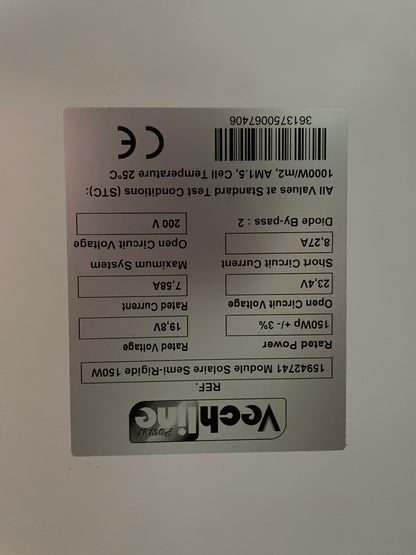 Vechline
Power
REF.
15942741 Module Solaire Semi-Rigide 150W
Rated Power
150Wp +/- 3%
Rated Voltage
19,8V
Open Circuit Voltage
23,4V
Rated Current
7,58A
Short Circuit Current
8,27A
Maximum System
Open Circuit Voltage
200 V
Diode By-pass : 2
All Values at Standard Test Conditions (STC):
1000W/m2, AM1.5, Cell Temperature 25°C
3613750067406
CE